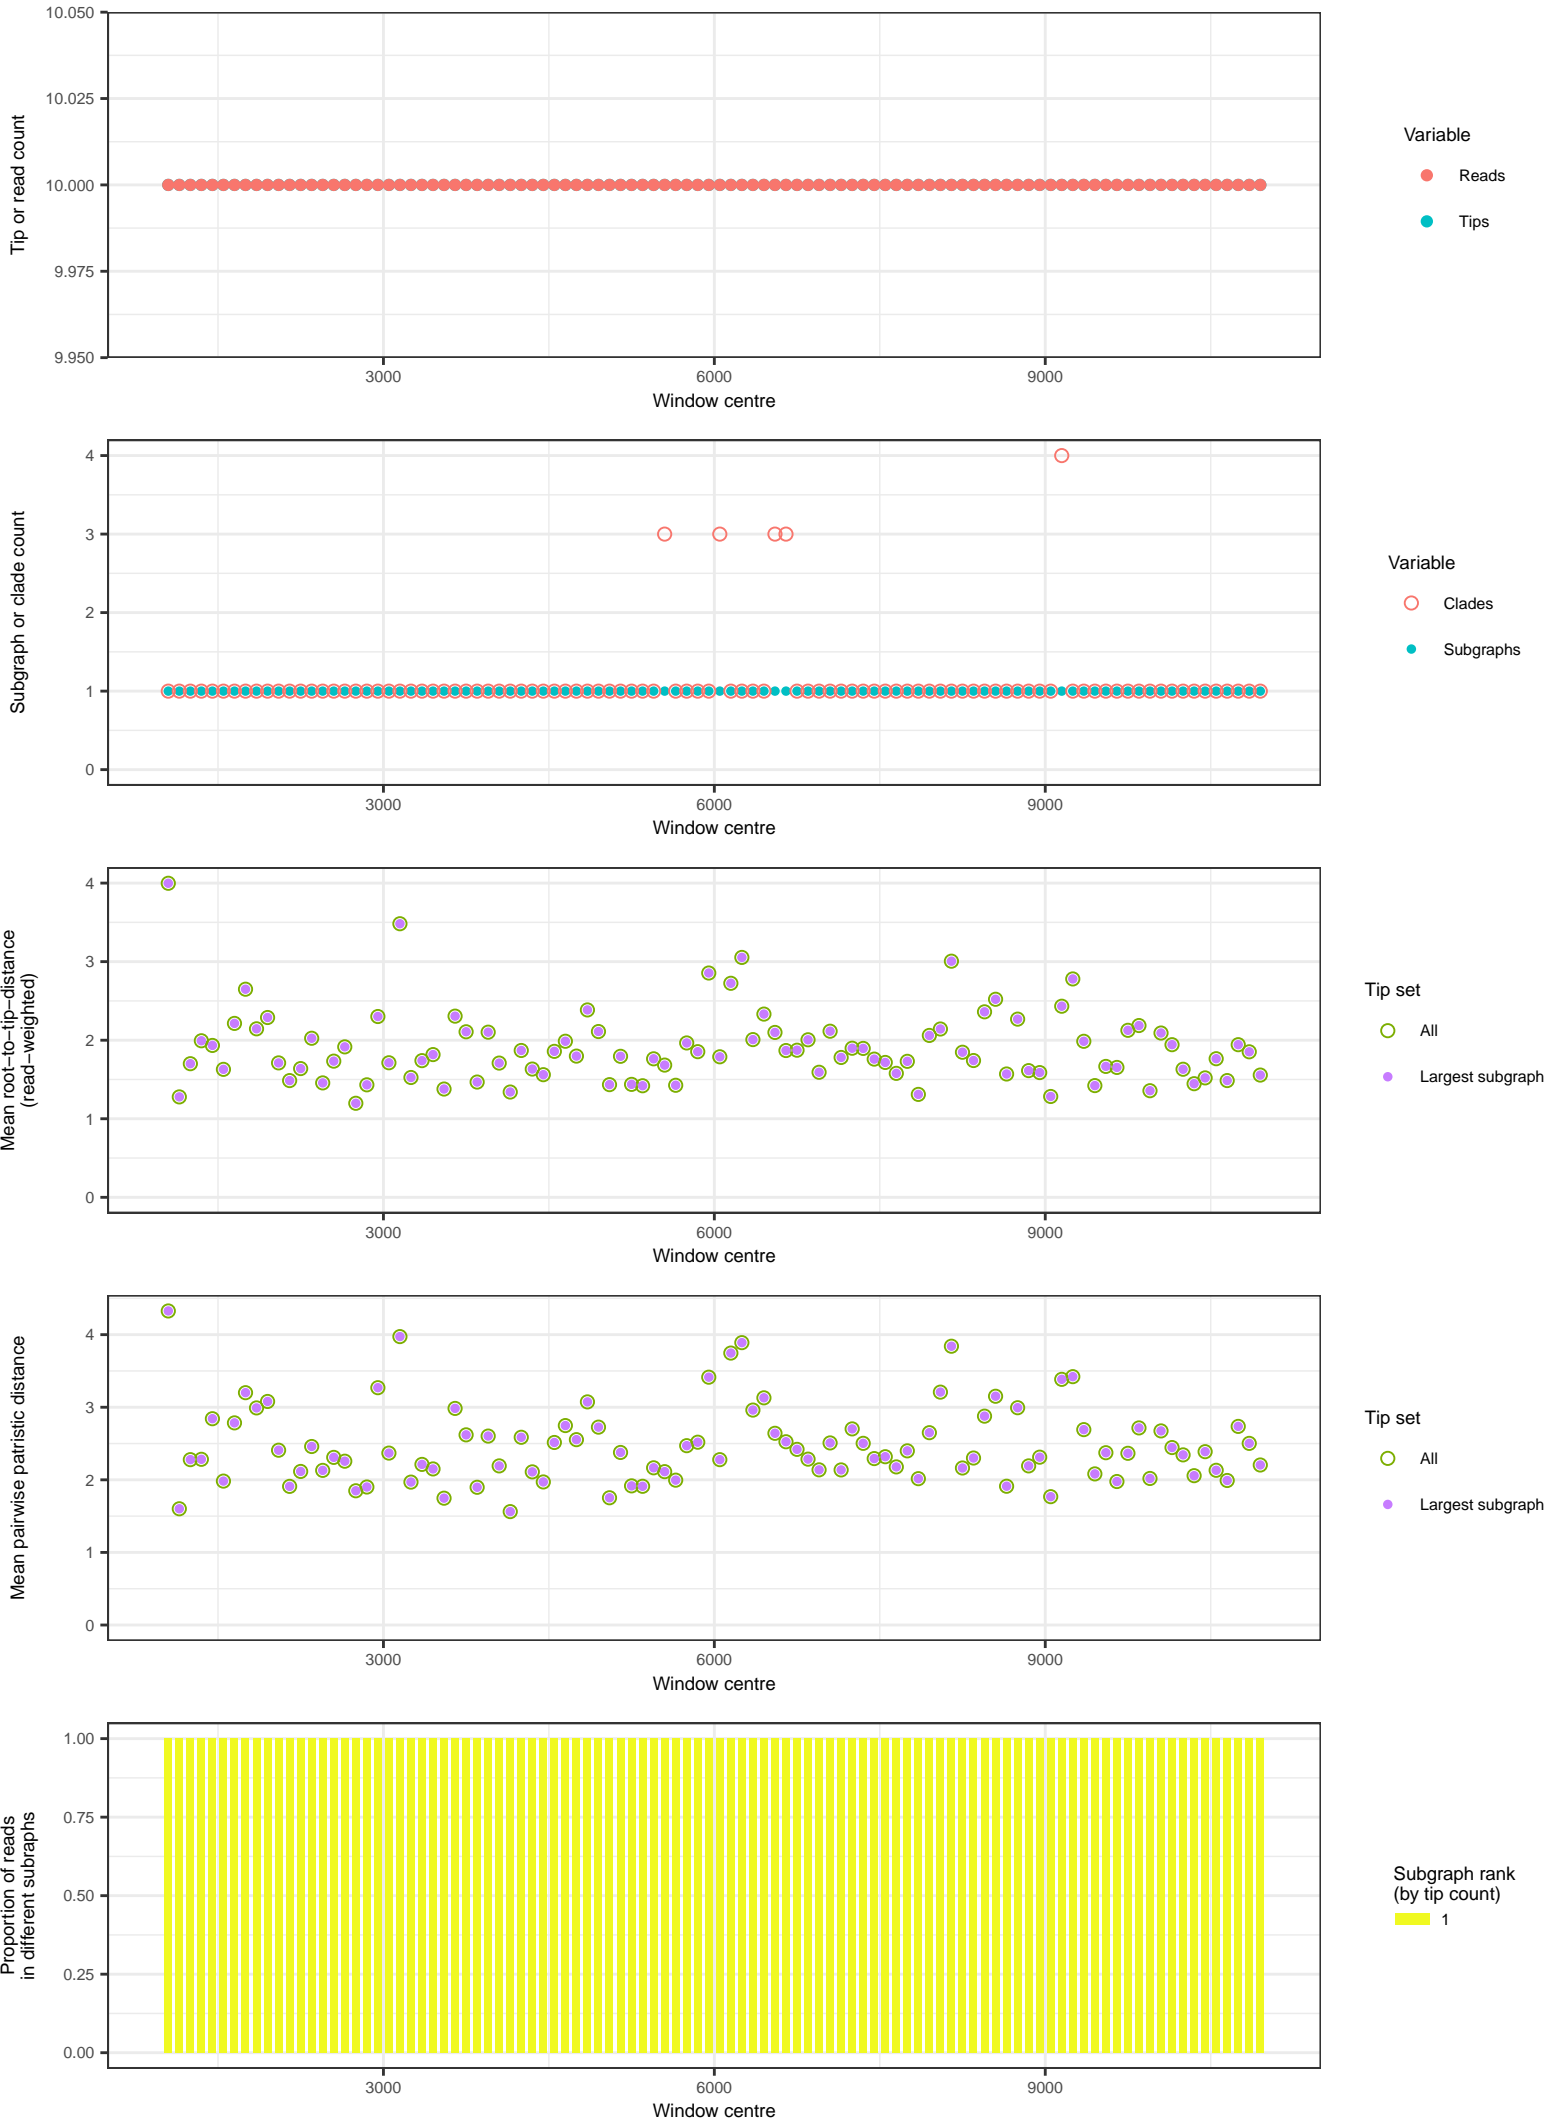 10.050
10.025
10.000
9.975
9.950
Tip or read count
3000 6000 9000
Window centre
Variable
Reads
Tips
4
3
2
1
0
Subgraph or clade count
3000 6000 9000
Window centre
Variable
Clades
Subgraphs
4
3
2
1
0
Mean root−to−tip−distance
(read−weighted)
3000 6000 9000
Window centre
Tip set
All
Largest subgraph
4
3
2
1
0
Mean pairwise patristic distance
3000 6000 9000
Window centre
Tip set
All
Largest subgraph
1.00
0.75
0.50
0.25
0.00
Proportion of reads
in different subraphs
3000 6000 9000
Window centre
Subgraph rank
(by tip count)
1